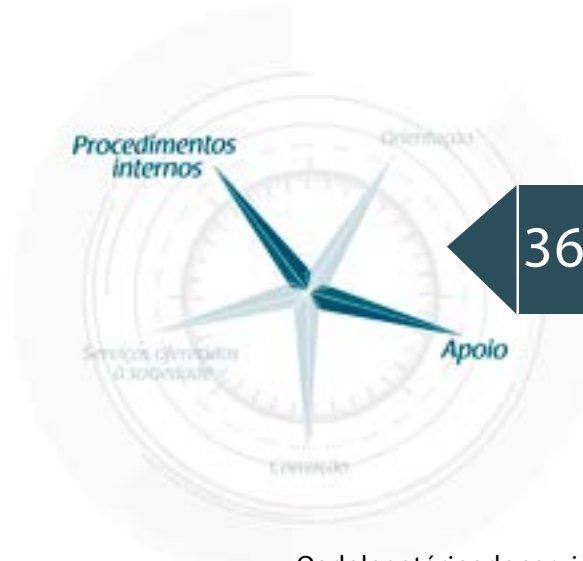 Procedimentos
internos
Orientação
36
Serviços oferecidos
à sociedade
Apoio
Correição